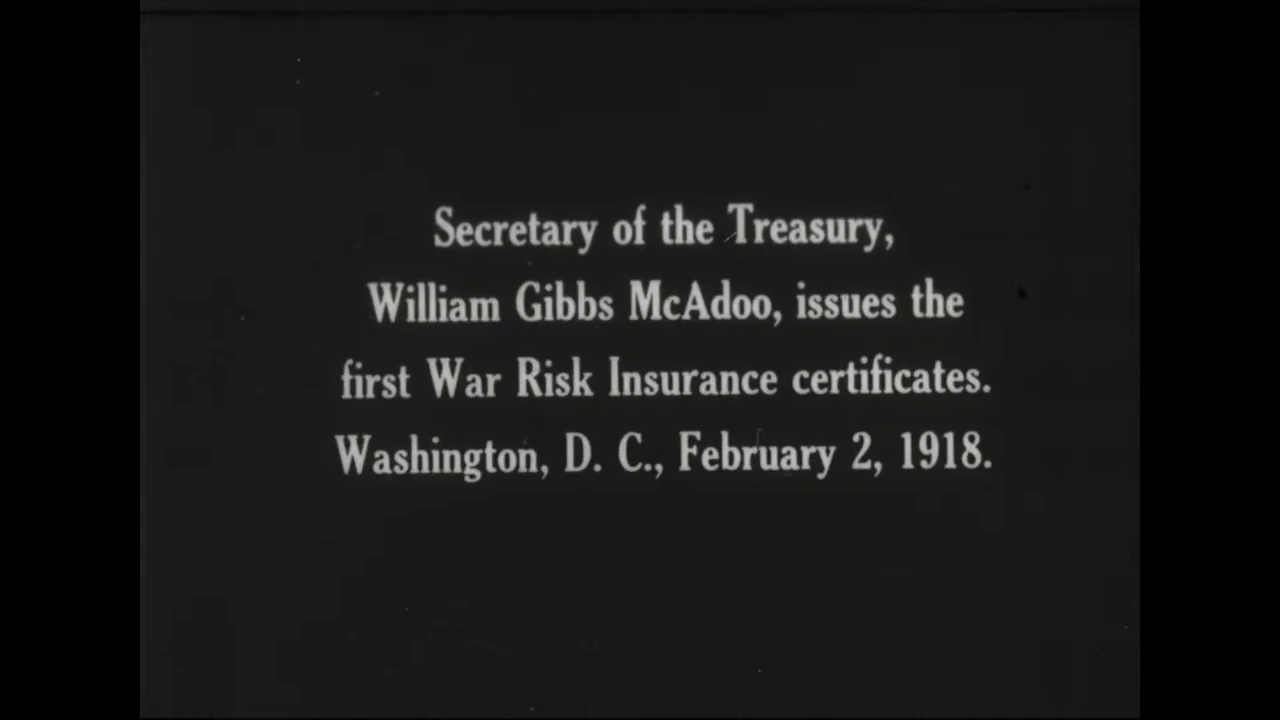 Secretary of the Treasury,
William Gibbs McAdoo, issues the
first War Risk Insurance certificates.
Washington, D. C., February 2, 1918.